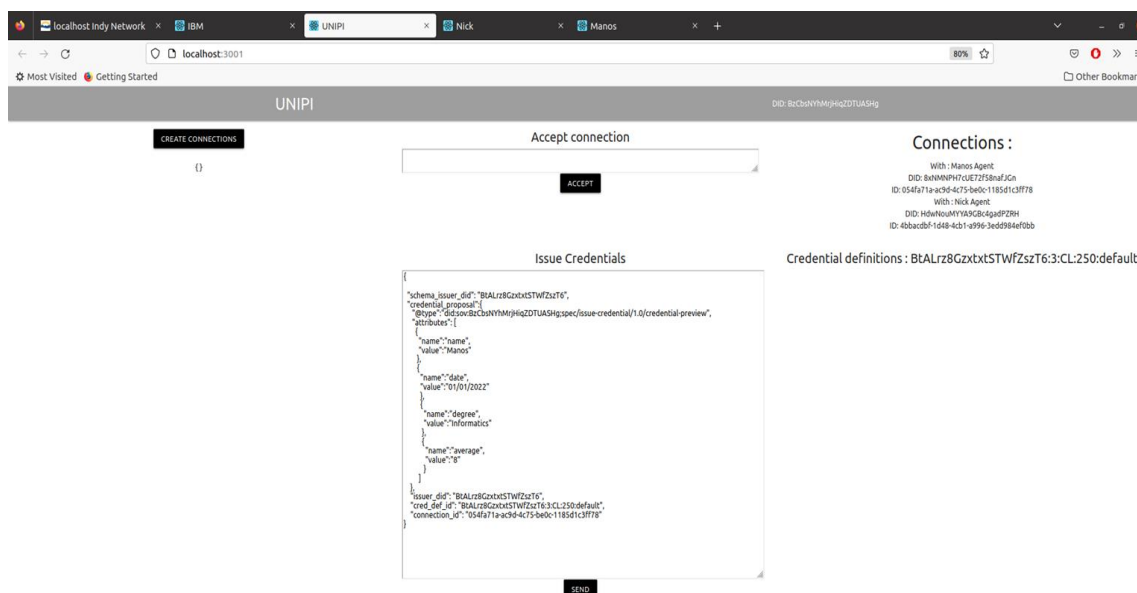 localhost Indy Network
IBM
UNIPI
Nick
Manos
localhost:3001
80%
Most Visited
Getting Started
Other Bookmar
UNIPI
DID: BzCbsNYhMrjHiqZDTUASHg
CREATE CONNECTIONS
{}
Accept connection
ACCEPT
Connections :
With : Manos Agent
DID: 8xNMNPH7cUE72f58nafJGn
ID: 054fa71a-ac9d-4c75-be0c-1185d1c3ff78
With : Nick Agent
DID: HdwNouMYYA9GBc4gadPZRH
ID: 4bbacdbf-1d48-4cb1-a996-3edd984ef0bb
Issue Credentials
{
"schema_issuer_did": "BtALrz8GzxtxtSTWfZszT6",
"credential_proposal":{
"@type":"did:sov:BzCbsNYhMrjHiqZDTUASHg;spec/issue-credential/1.0/credential-preview",
"attributes": [
{
"name":"name",
"value":"Manos"
},
{
"name":"date",
"value":"01/01/2022"
},
{
"name":"degree",
"value":"Informatics"
},
{
"name":"average",
"value":"8"
}
]
},
"issuer_did": "BtALrz8GzxtxtSTWfZszT6",
"cred_def_id": "BtALrz8GzxtxtSTWfZszT6:3:CL:250:default",
"connection_id": "054fa71a-ac9d-4c75-be0c-1185d1c3ff78"
}
SEND
Credential definitions : BtALrz8GzxtxtSTWfZszT6:3:CL:250:default